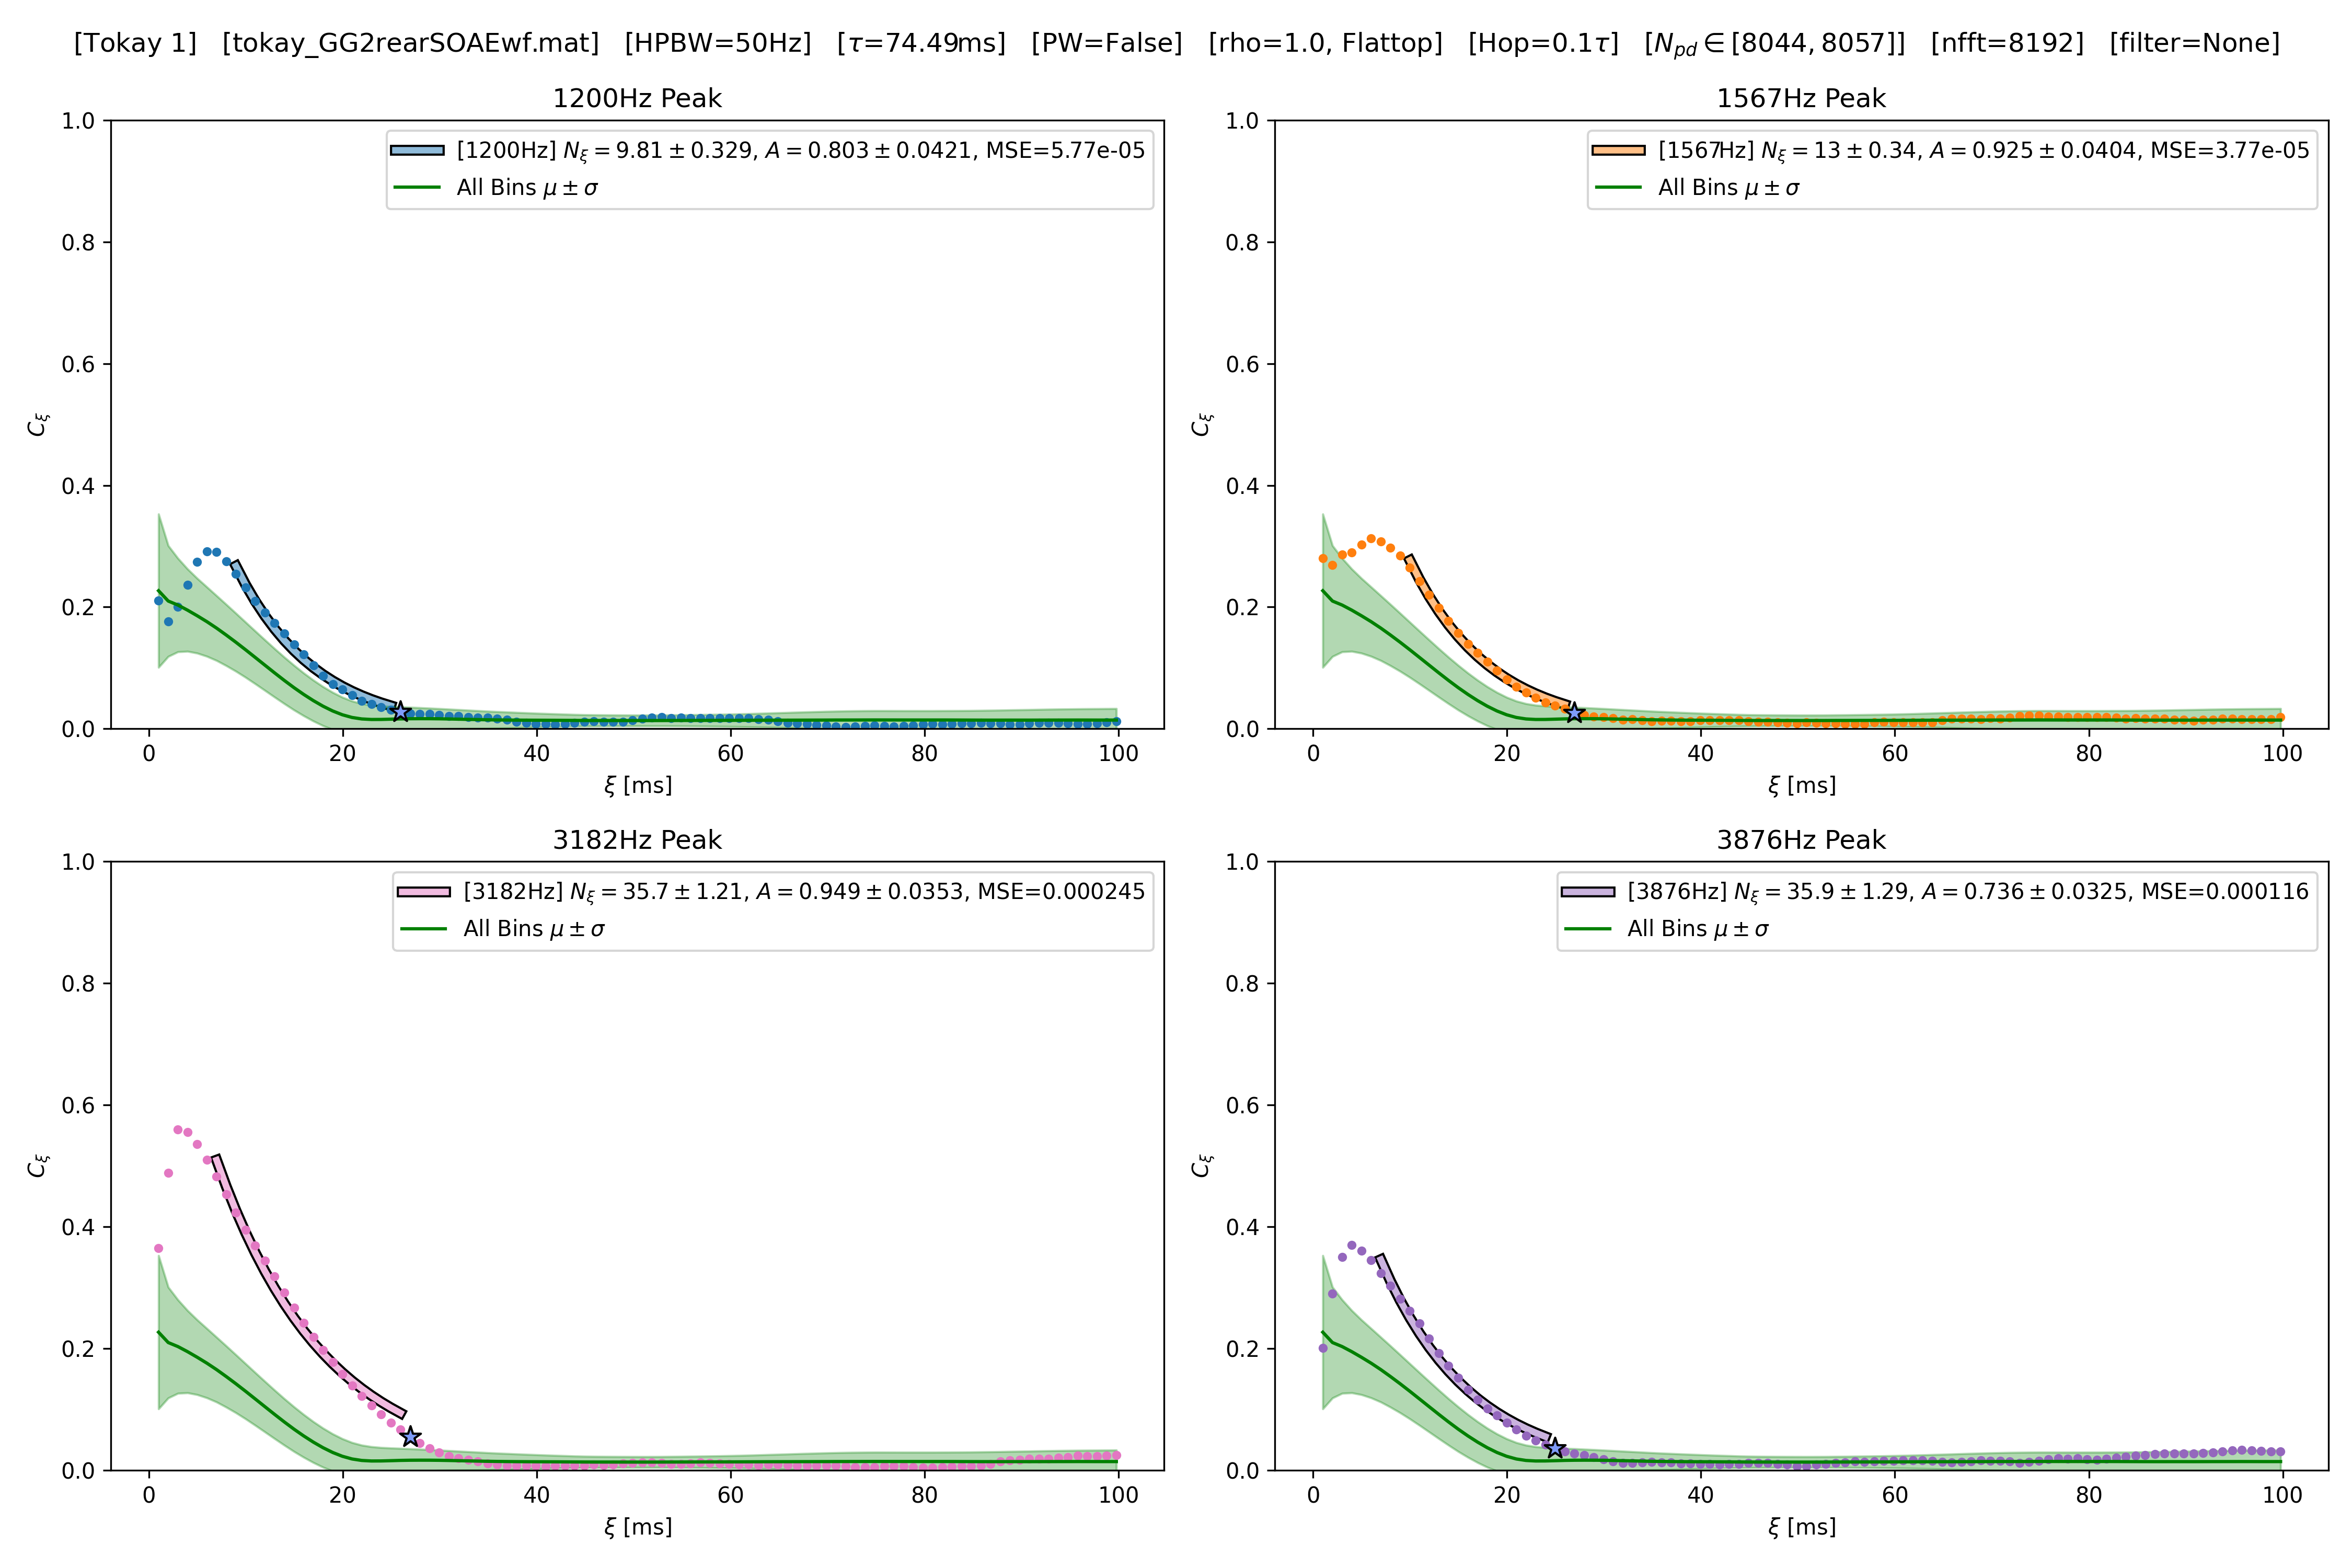 [Tokay 1]   [tokay_GG2rearSOAEwf.mat]   [HPBW=50Hz]   [τ=74.49ms]   [PW=False]   [rho=1.0, Flattop]   [Hop=0.1τ]   [N_pd ∈ [8044, 8057]]   [nfft=8192]   [filter=None]
1200Hz Peak
[1200Hz] N_ξ = 9.81 ± 0.329, A = 0.803 ± 0.0421, MSE=5.77e-05
All Bins μ ± σ
1.0
0.8
0.6
0.4
0.2
0.0
C_ξ
0 20 40 60 80 100
ξ [ms]
1567Hz Peak
[1567Hz] N_ξ = 13 ± 0.34, A = 0.925 ± 0.0404, MSE=3.77e-05
All Bins μ ± σ
1.0
0.8
0.6
0.4
0.2
0.0
C_ξ
0 20 40 60 80 100
ξ [ms]
3182Hz Peak
[3182Hz] N_ξ = 35.7 ± 1.21, A = 0.949 ± 0.0353, MSE=0.000245
All Bins μ ± σ
1.0
0.8
0.6
0.4
0.2
0.0
C_ξ
0 20 40 60 80 100
ξ [ms]
3876Hz Peak
[3876Hz] N_ξ = 35.9 ± 1.29, A = 0.736 ± 0.0325, MSE=0.000116
All Bins μ ± σ
1.0
0.8
0.6
0.4
0.2
0.0
C_ξ
0 20 40 60 80 100
ξ [ms]